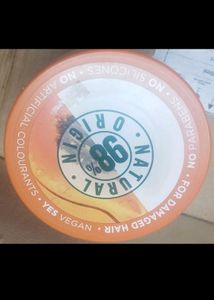 NO SILICONES • NO PARABENS • FOR DAMAGED HAIR • YES VEGAN • NO ARTIFICIAL COLOURANTS •
98%
NATURAL • ORIGIN •